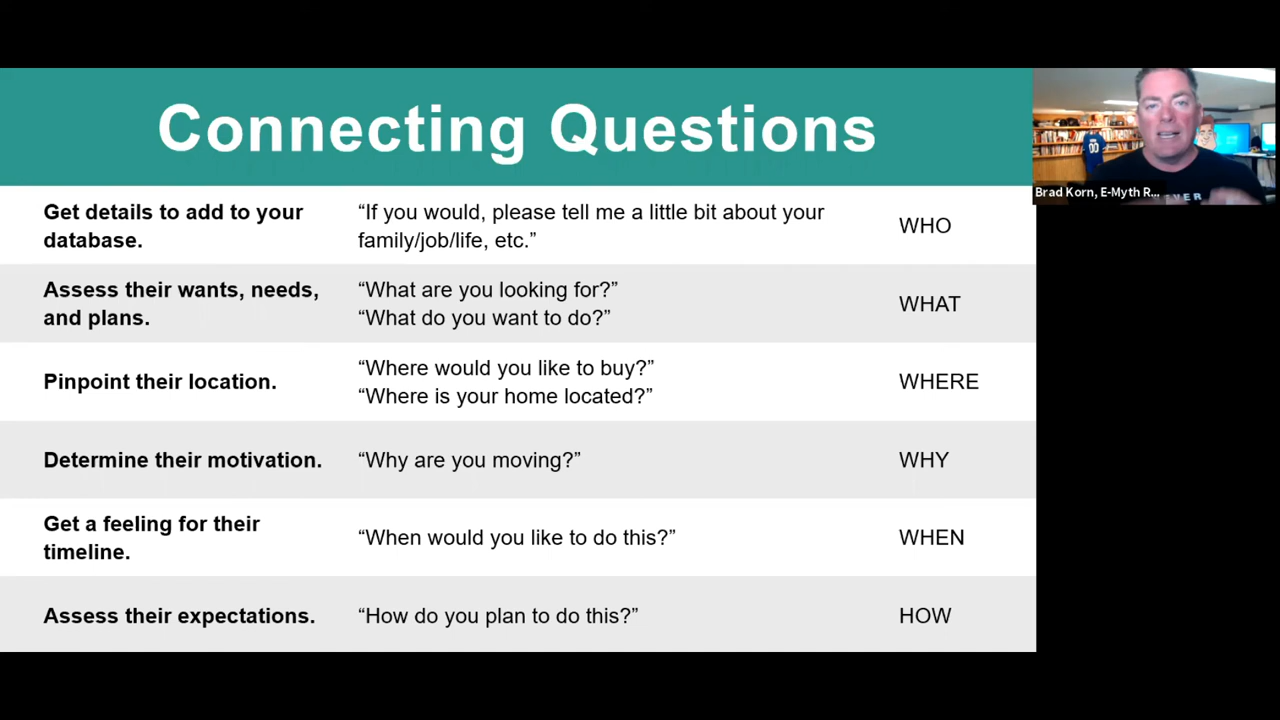 Connecting Questions
Get details to add to your
database.
“If you would, please tell me a little bit about your
family/job/life, etc.”
WHO
Assess their wants, needs,
and plans.
“What are you looking for?”
“What do you want to do?”
WHAT
Pinpoint their location.
“Where would you like to buy?”
“Where is your home located?”
WHERE
Determine their motivation.
“Why are you moving?”
WHY
Get a feeling for their
timeline.
“When would you like to do this?”
WHEN
Assess their expectations.
“How do you plan to do this?”
HOW
Brad Korn, E-Myth R...
00